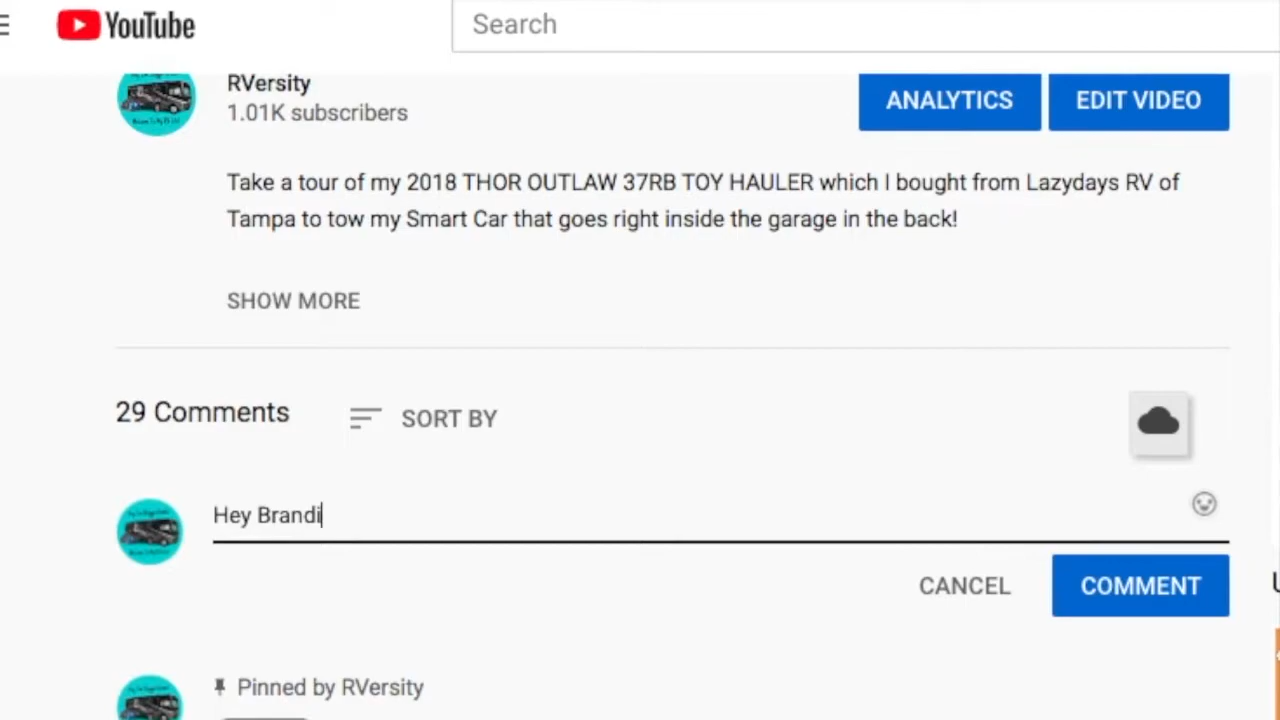 YouTube
Search
RVersity
1.01K subscribers
ANALYTICS
EDIT VIDEO
Take a tour of my 2018 THOR OUTLAW 37RB TOY HAULER which I bought from Lazydays RV of
Tampa to tow my Smart Car that goes right inside the garage in the back!
SHOW MORE
29 Comments
SORT BY
Hey Brandi
CANCEL
COMMENT
Pinned by RVersity